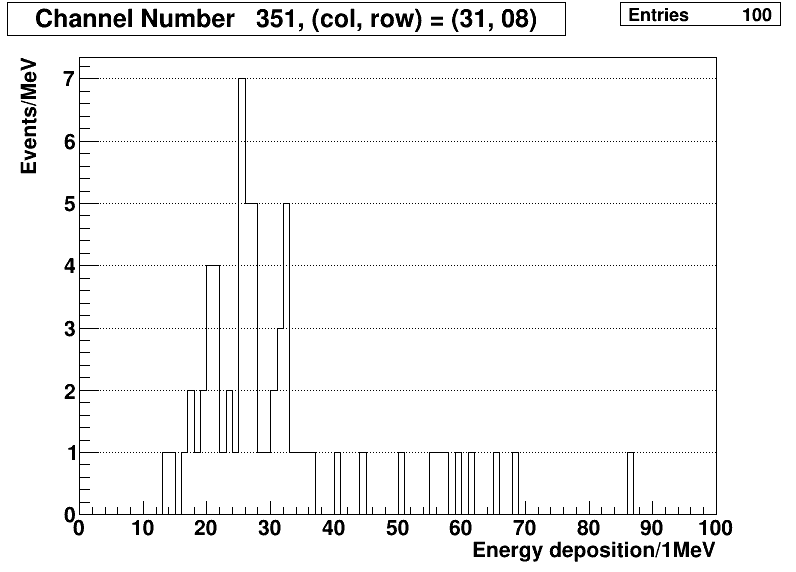 Channel Number 351, (col, row) = (31, 08)
Entries 100
Events/MeV
7
6
5
4
3
2
1
0
0 10 20 30 40 50 60 70 80 90 100
Energy deposition/1MeV